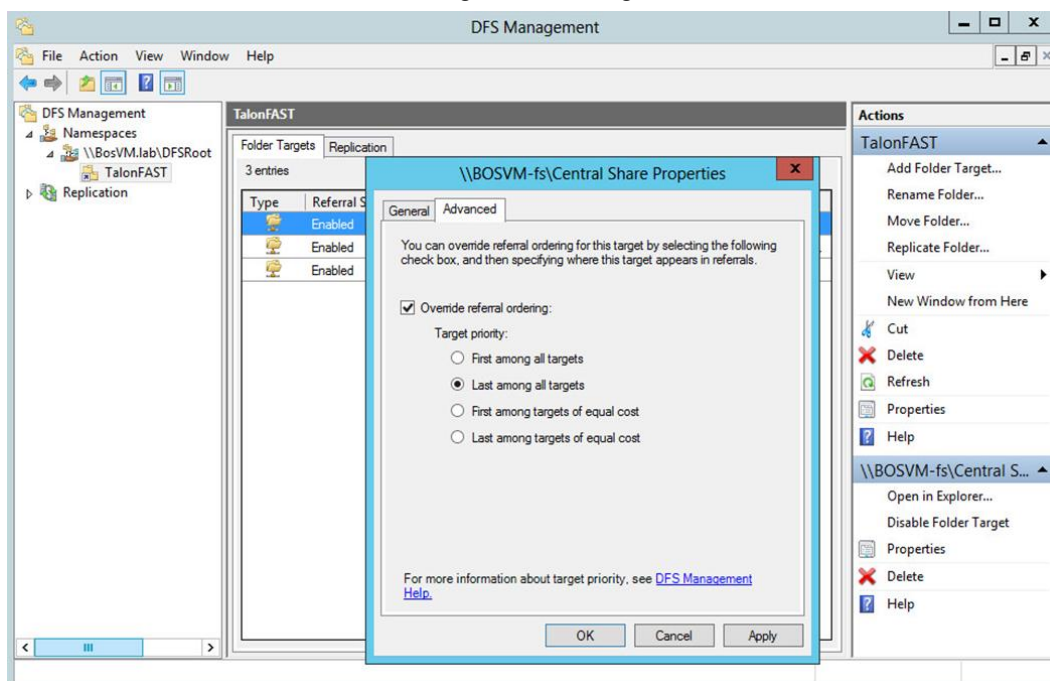 DFS Management
File Action View Window Help
DFS Management
Namespaces
\\BosVM.lab\DFSRoot
TalonFAST
Replication
TalonFAST
Folder Targets Replication
3 entries
Type Referral S
Enabled
Enabled
Enabled
\\BOSVM-fs\Central Share Properties
General Advanced
You can override referral ordering for this target by selecting the following
check box, and then specifying where this target appears in referrals.
Override referral ordering:
Target priority:
First among all targets
Last among all targets
First among targets of equal cost
Last among targets of equal cost
For more information about target priority, see DFS Management
Help.
OK Cancel Apply
Actions
TalonFAST
Add Folder Target...
Rename Folder...
Move Folder...
Replicate Folder...
View
New Window from Here
Cut
Delete
Refresh
Properties
Help
\\BOSVM-fs\Central S...
Open in Explorer...
Disable Folder Target
Properties
Delete
Help